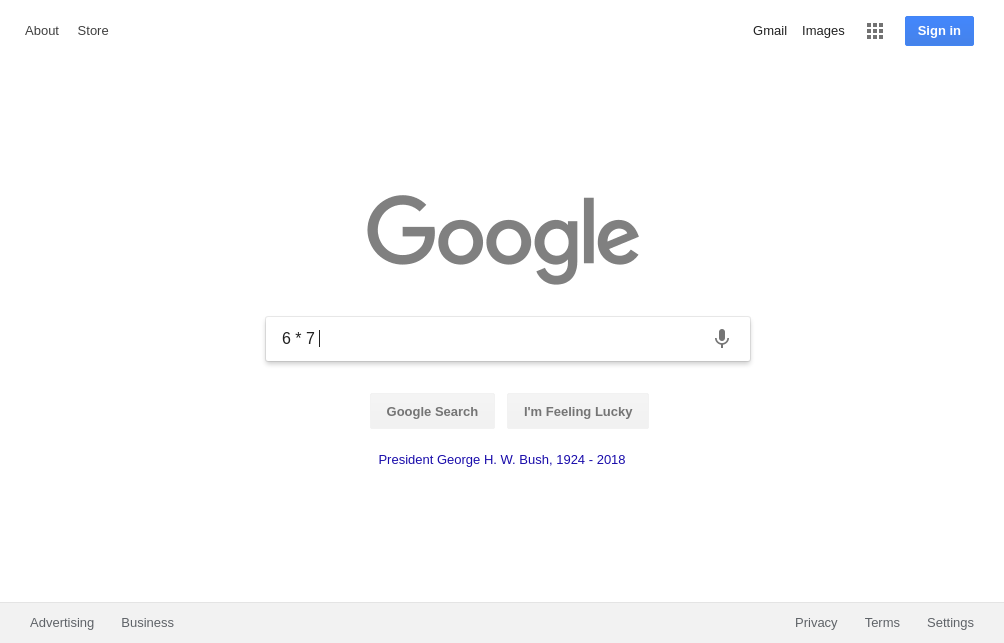 About Store Gmail Images Sign in
Google
6 * 7
Google Search I'm Feeling Lucky
President George H. W. Bush, 1924 - 2018
Advertising Business Privacy Terms Settings